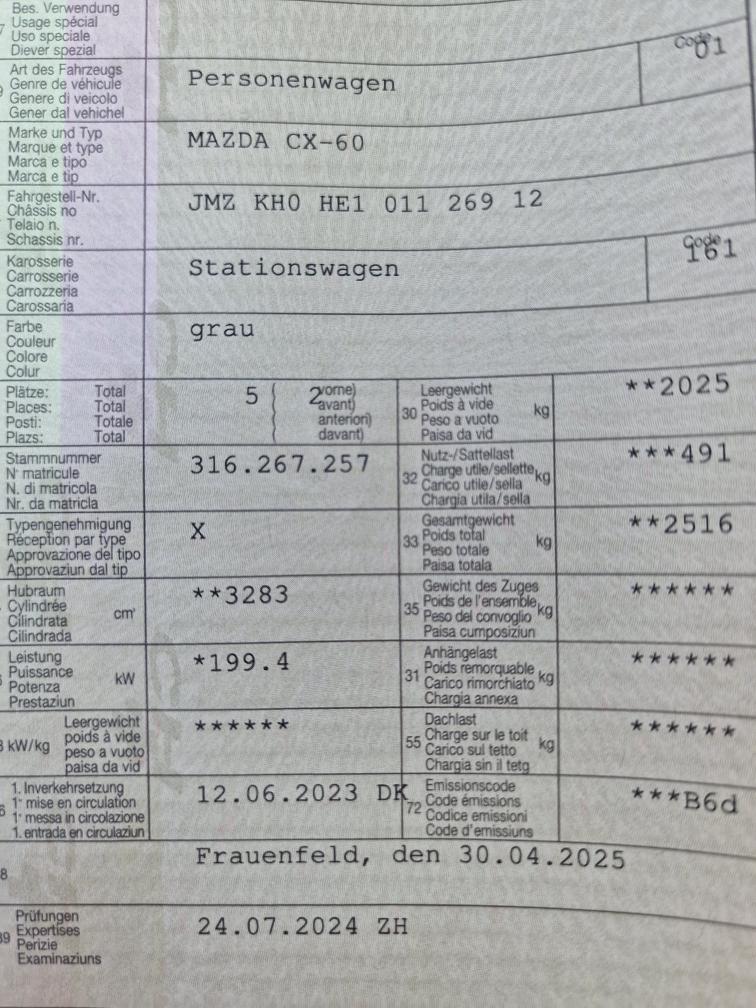 Bes. Verwendung
Usage spécial
Uso speciale
Diever spezial
Art des Fahrzeugs
Genre de véhicule
Genere di veicolo
Gener dal vehichel
Personenwagen
Code
01
Marke und Typ
Marque et type
Marca e tipo
Marca e tip
MAZDA CX-60
Fahrgestell-Nr.
Châssis no
Telaio n.
Schassis nr.
JMZ KH0 HE1 011 269 12
Karosserie
Carrosserie
Carrozzeria
Carossaria
Stationswagen
Code
161
Farbe
Couleur
Colore
Colur
grau
Plätze: Total
Places: Total
Posti: Totale
Plazs: Total
5 ( 2 vorne)
( avant)
( anteriori)
( davant)
30 Leergewicht
Poids à vide
Peso a vuoto
Paisa da vid
kg
**2025
Stammnummer
N° matricule
N. di matricola
Nr. da matricla
316.267.257
32 Nutz-/Sattellast
Charge utile/sellette
Carico utile/sella
Chargia utila/sella
kg
***491
Typengenehmigung
Réception par type
Approvazione del tipo
Approvaziun dal tip
X
33 Gesamtgewicht
Poids total
Peso totale
Paisa totala
kg
**2516
Hubraum
Cylindrée
Cilindrata
Cilindrada
cm³
**3283
35 Gewicht des Zuges
Poids de l'ensemble
Peso del convoglio
Paisa cumposiziun
kg
******
Leistung
Puissance
Potenza
Prestaziun
kW
*199.4
31 Anhängelast
Poids remorquable
Carico rimorchiato
Chargia annexa
kg
******
kW/kg
Leergewicht
poids à vide
peso a vuoto
paisa da vid
******
55 Dachlast
Charge sur le toit
Carico sul tetto
Chargia sin il tetg
kg
******
1. Inverkehrsetzung
1re mise en circulation
1a messa in circolazione
1. entrada en circulaziun
12.06.2023 DK
72 Emissionscode
Code émissions
Codice emissioni
Code d'emissiuns
***B6d
8
Frauenfeld, den 30.04.2025
39 Prüfungen
Expertises
Perizie
Examinaziuns
24.07.2024 ZH